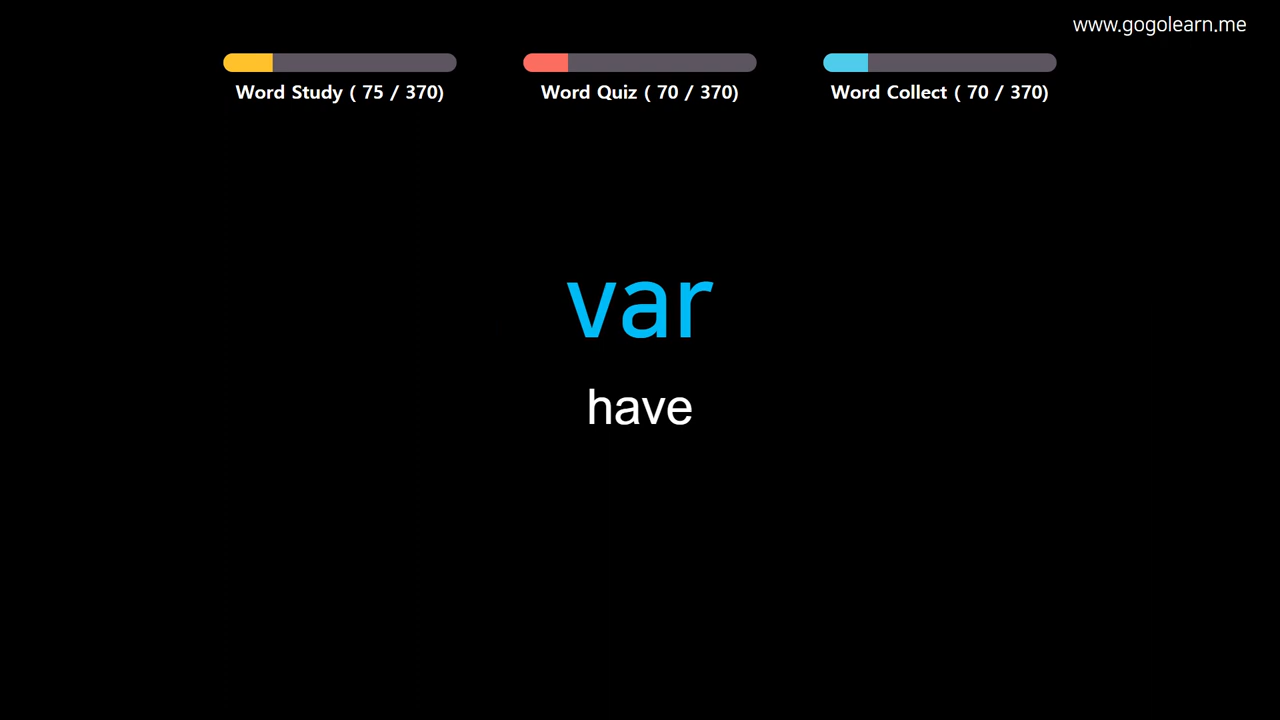 www.gogolearn.me
Word Study ( 75 / 370)
Word Quiz ( 70 / 370)
Word Collect ( 70 / 370)
var
have